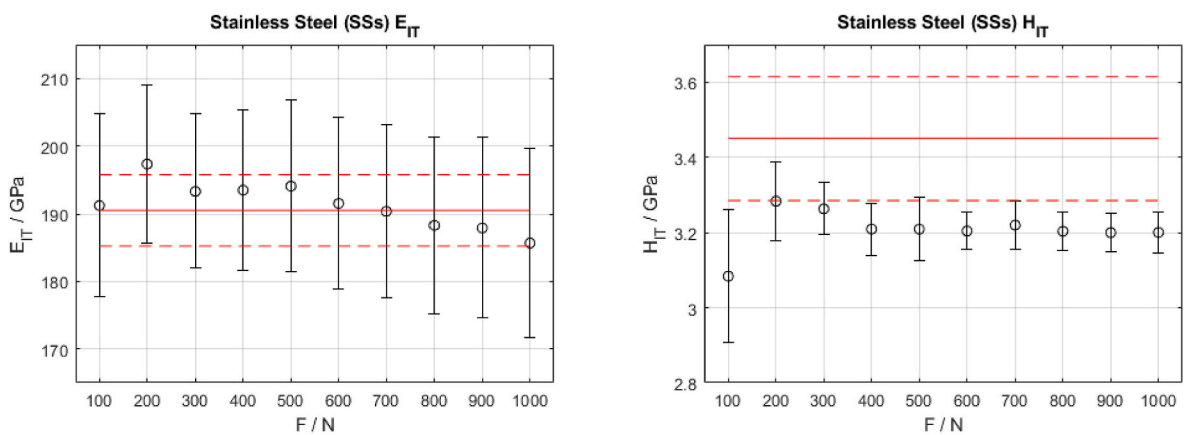 Stainless Steel (SSs) E_IT
210
200
190
180
170
E_IT / GPa
100 200 300 400 500 600 700 800 900 1000
F / N
Stainless Steel (SSs) H_IT
3.6
3.4
3.2
3
2.8
H_IT / GPa
100 200 300 400 500 600 700 800 900 1000
F / N